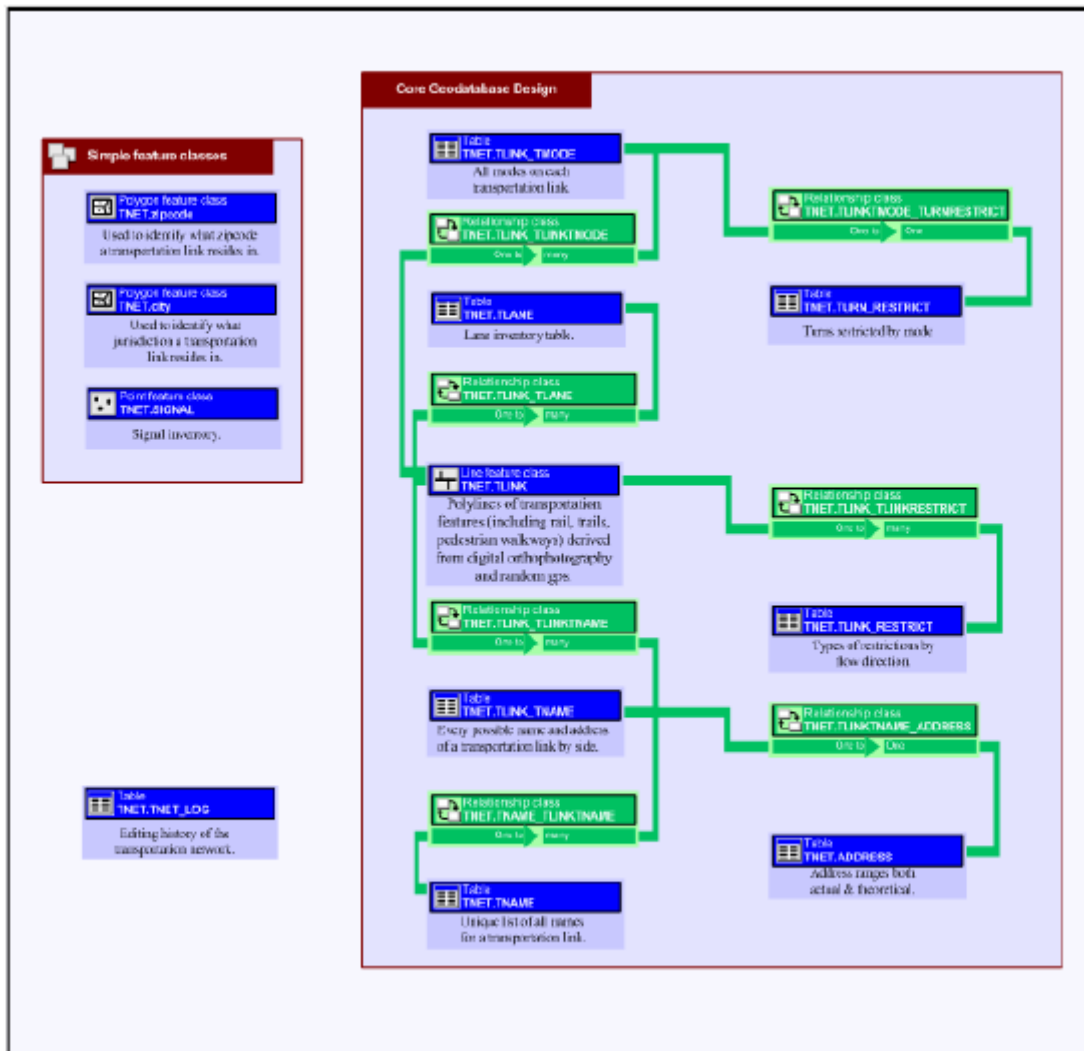 Core Geodatabase Design
Simple feature classes
Polygon feature class
TNET.zipcode
Used to identify what zipcode
a transportation link resides in.
Polygon feature class
TNET.city
Used to identify what
jurisdiction a transportation
link resides in.
Point feature class
TNET.SIGNAL
Signal inventory.
Table
TNET.TNET_LOG
Editing history of the
transportation network.
Table
TNET.TLINK_TMODE
All modes on each
transportation link.
Relationship class
TNET.TLINK_TLINKTMODE
One to many
Table
TNET.TLANE
Lane inventory table.
Relationship class
TNET.TLINK_TLANE
One to many
Line feature class
TNET.TLINK
Polylines of transportation
features (including rail, trails,
pedestrian walkways) derived
from digital orthophotography
and random gps.
Relationship class
TNET.TLINK_TLINKTNAME
One to many
Table
TNET.TLINK_TNAME
Every possible name and address
of a transportation link by side.
Relationship class
TNET.TNAME_TLINKTNAME
One to many
Table
TNET.TNAME
Unique list of all names
for a transportation link.
Relationship class
TNET.TLINKTMODE_TURNRESTRICT
One to One
Table
TNET.TURN_RESTRICT
Turns restricted by mode
Relationship class
TNET.TLINK_TLINKRESTRICT
One to many
Table
TNET.TLINK_RESTRICT
Types of restrictions by
flow direction.
Relationship class
TNET.TLINKTNAME_ADDRESS
One to One
Table
TNET.ADDRESS
Address ranges both
actual & theoretical.